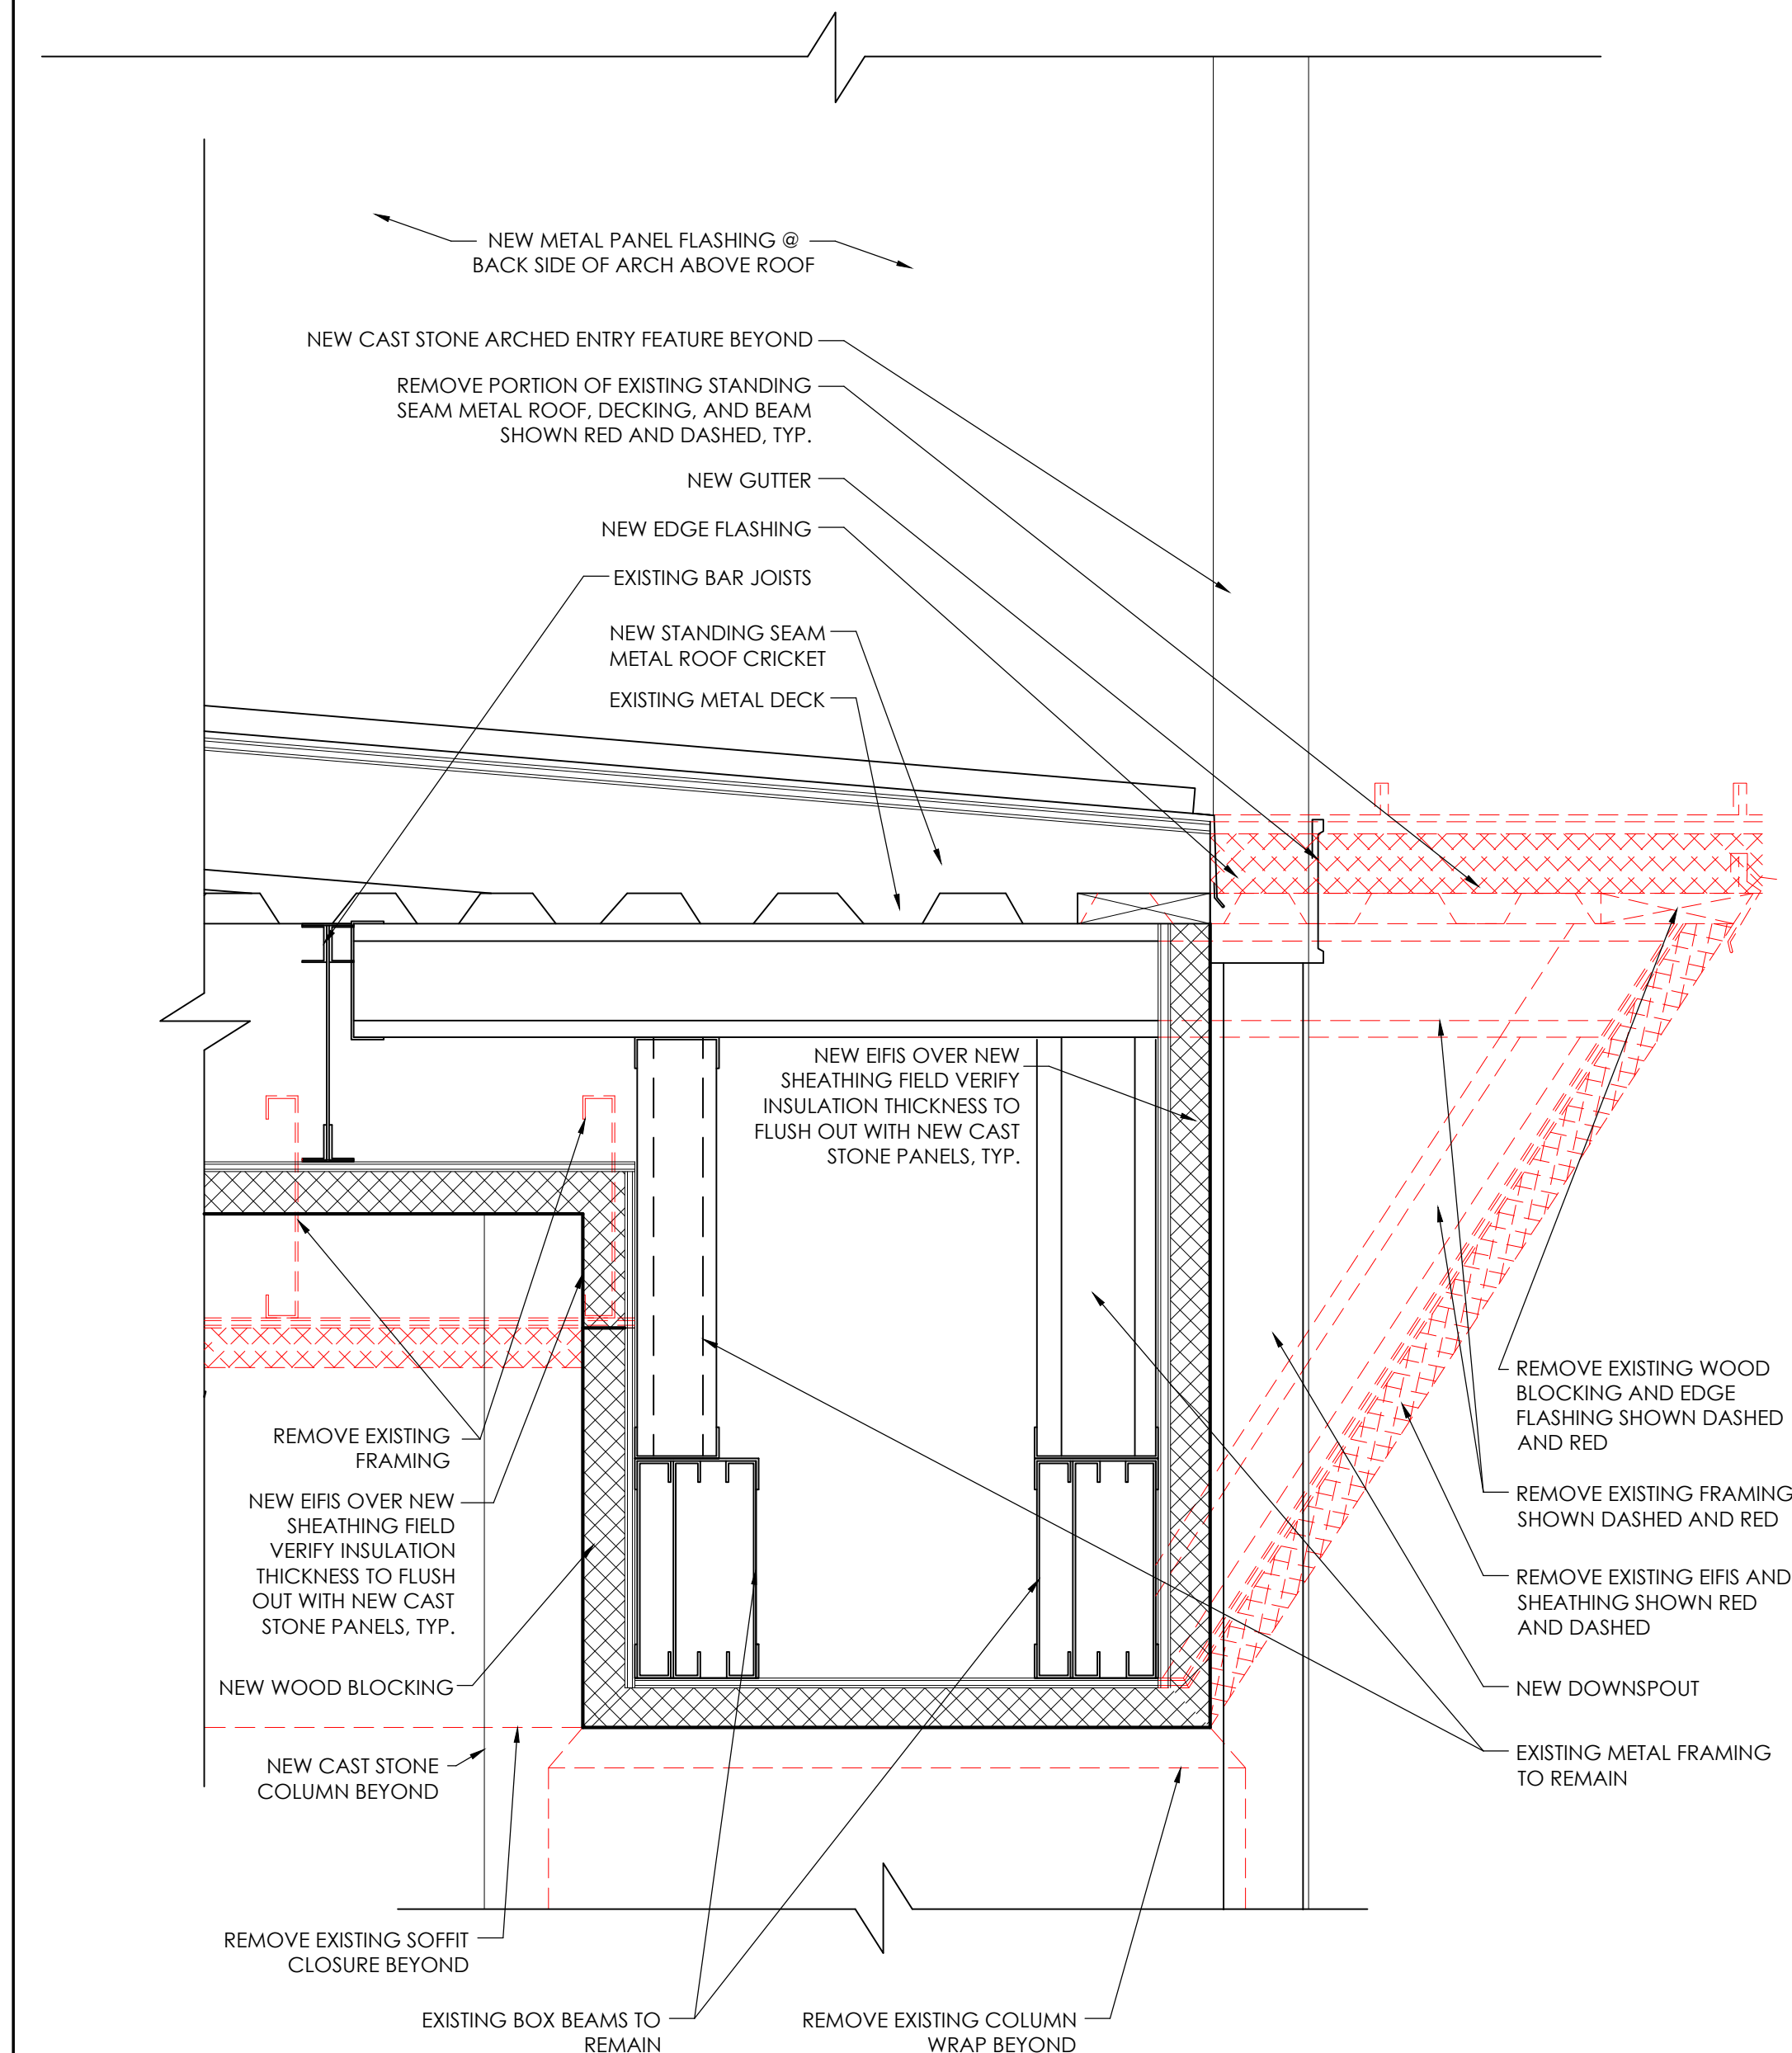 NEW METAL PANEL FLASHING @
BACK SIDE OF ARCH ABOVE ROOF
NEW CAST STONE ARCHED ENTRY FEATURE BEYOND
REMOVE PORTION OF EXISTING STANDING
SEAM METAL ROOF, DECKING, AND BEAM
SHOWN RED AND DASHED, TYP.
NEW GUTTER
NEW EDGE FLASHING
EXISTING BAR JOISTS
NEW STANDING SEAM
METAL ROOF CRICKET
EXISTING METAL DECK
NEW EIFIS OVER NEW
SHEATHING FIELD VERIFY
INSULATION THICKNESS TO
FLUSH OUT WITH NEW CAST
STONE PANELS, TYP.
REMOVE EXISTING
FRAMING
NEW EIFIS OVER NEW
SHEATHING FIELD
VERIFY INSULATION
THICKNESS TO FLUSH
OUT WITH NEW CAST
STONE PANELS, TYP.
NEW WOOD BLOCKING
NEW CAST STONE
COLUMN BEYOND
REMOVE EXISTING SOFFIT
CLOSURE BEYOND
EXISTING BOX BEAMS TO
REMAIN
REMOVE EXISTING COLUMN
WRAP BEYOND
REMOVE EXISTING WOOD
BLOCKING AND EDGE
FLASHING SHOWN DASHED
AND RED
REMOVE EXISTING FRAMING
SHOWN DASHED AND RED
REMOVE EXISTING EIFIS AND
SHEATHING SHOWN RED
AND DASHED
NEW DOWNSPOUT
EXISTING METAL FRAMING
TO REMAIN